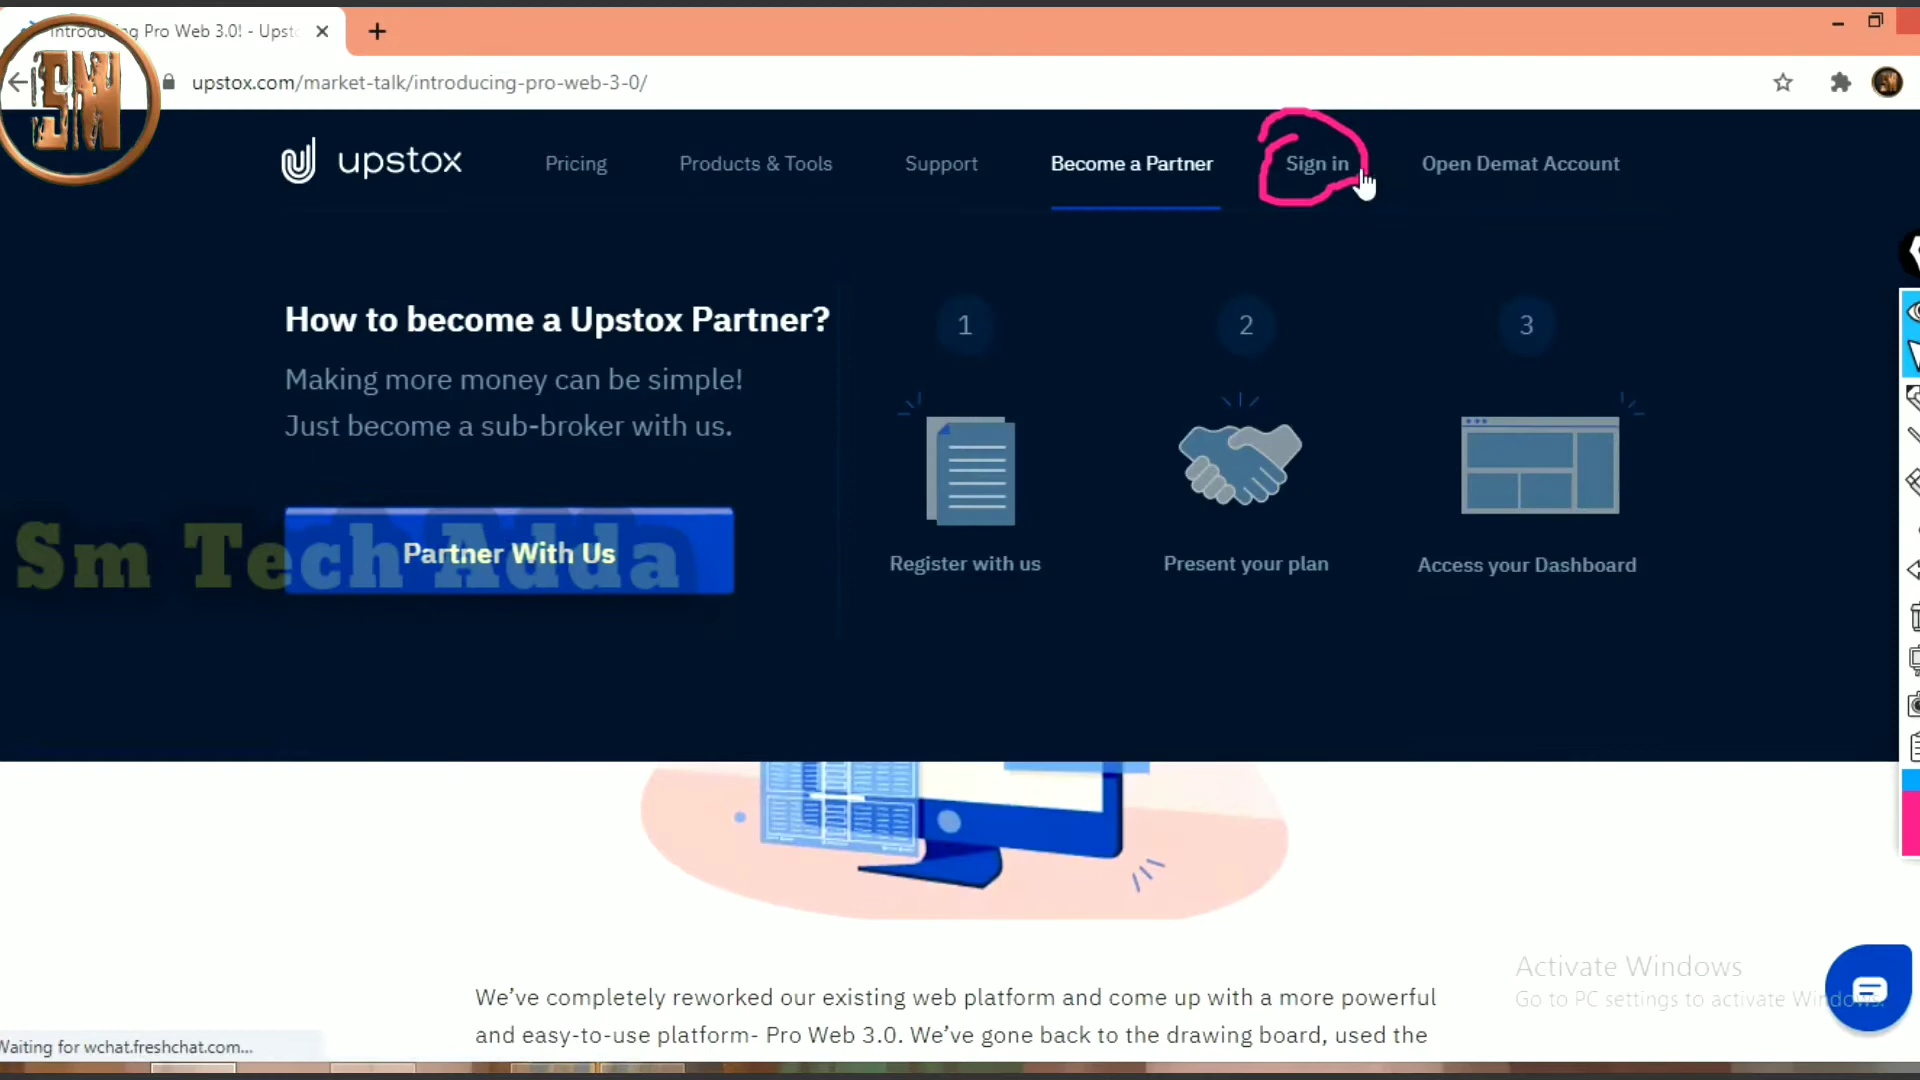 Introducing Pro Web 3.0! - Upsto
upstox.com/market-talk/introducing-pro-web-3-0/
SM
upstox
Pricing
Products & Tools
Support
Become a Partner
Sign in
Open Demat Account
How to become a Upstox Partner?
Making more money can be simple!
Just become a sub-broker with us.
Partner With Us
Sm Tech Adda
1
2
3
Register with us
Present your plan
Access your Dashboard
We've completely reworked our existing web platform and come up with a more powerful
and easy-to-use platform- Pro Web 3.0. We've gone back to the drawing board, used the
Activate Windows
Go to PC settings to activate Windows.
Waiting for wchat.freshchat.com...